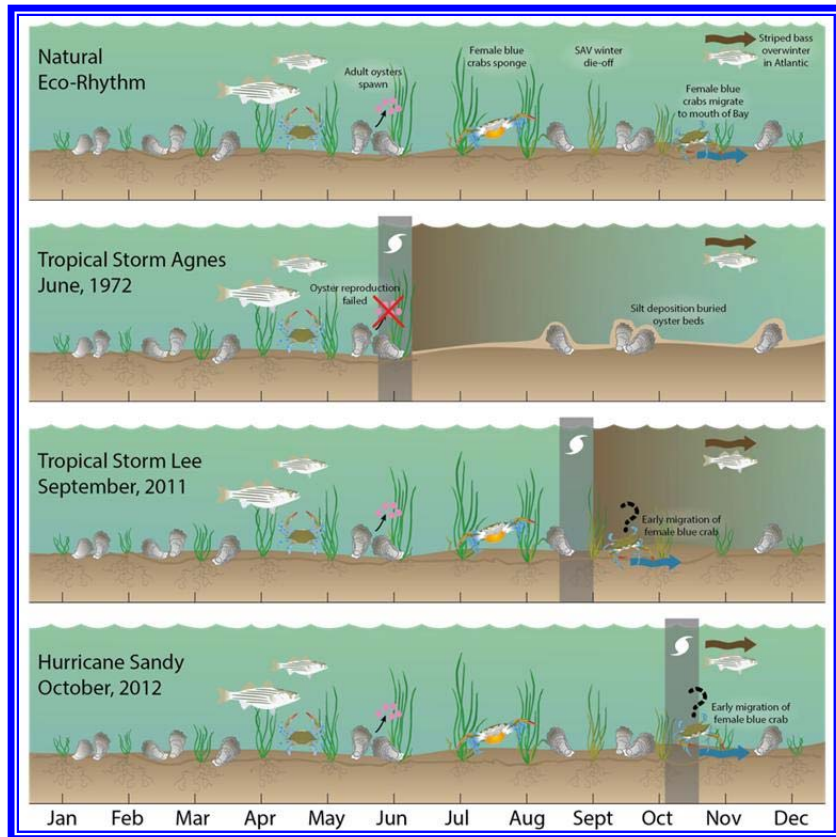 Natural
Eco-Rhythm
Adult oysters
spawn
Female blue
crabs sponge
SAV winter
die-off
Female blue
crabs migrate
to mouth of Bay
Striped bass
overwinter
in Atlantic
Tropical Storm Agnes
June, 1972
Oyster reproduction
failed
Silt deposition buried
oyster beds
Tropical Storm Lee
September, 2011
?
Early migration of
female blue crab
Hurricane Sandy
October, 2012
?
Early migration of
female blue crab
Jan Feb Mar Apr May Jun Jul Aug Sept Oct Nov Dec